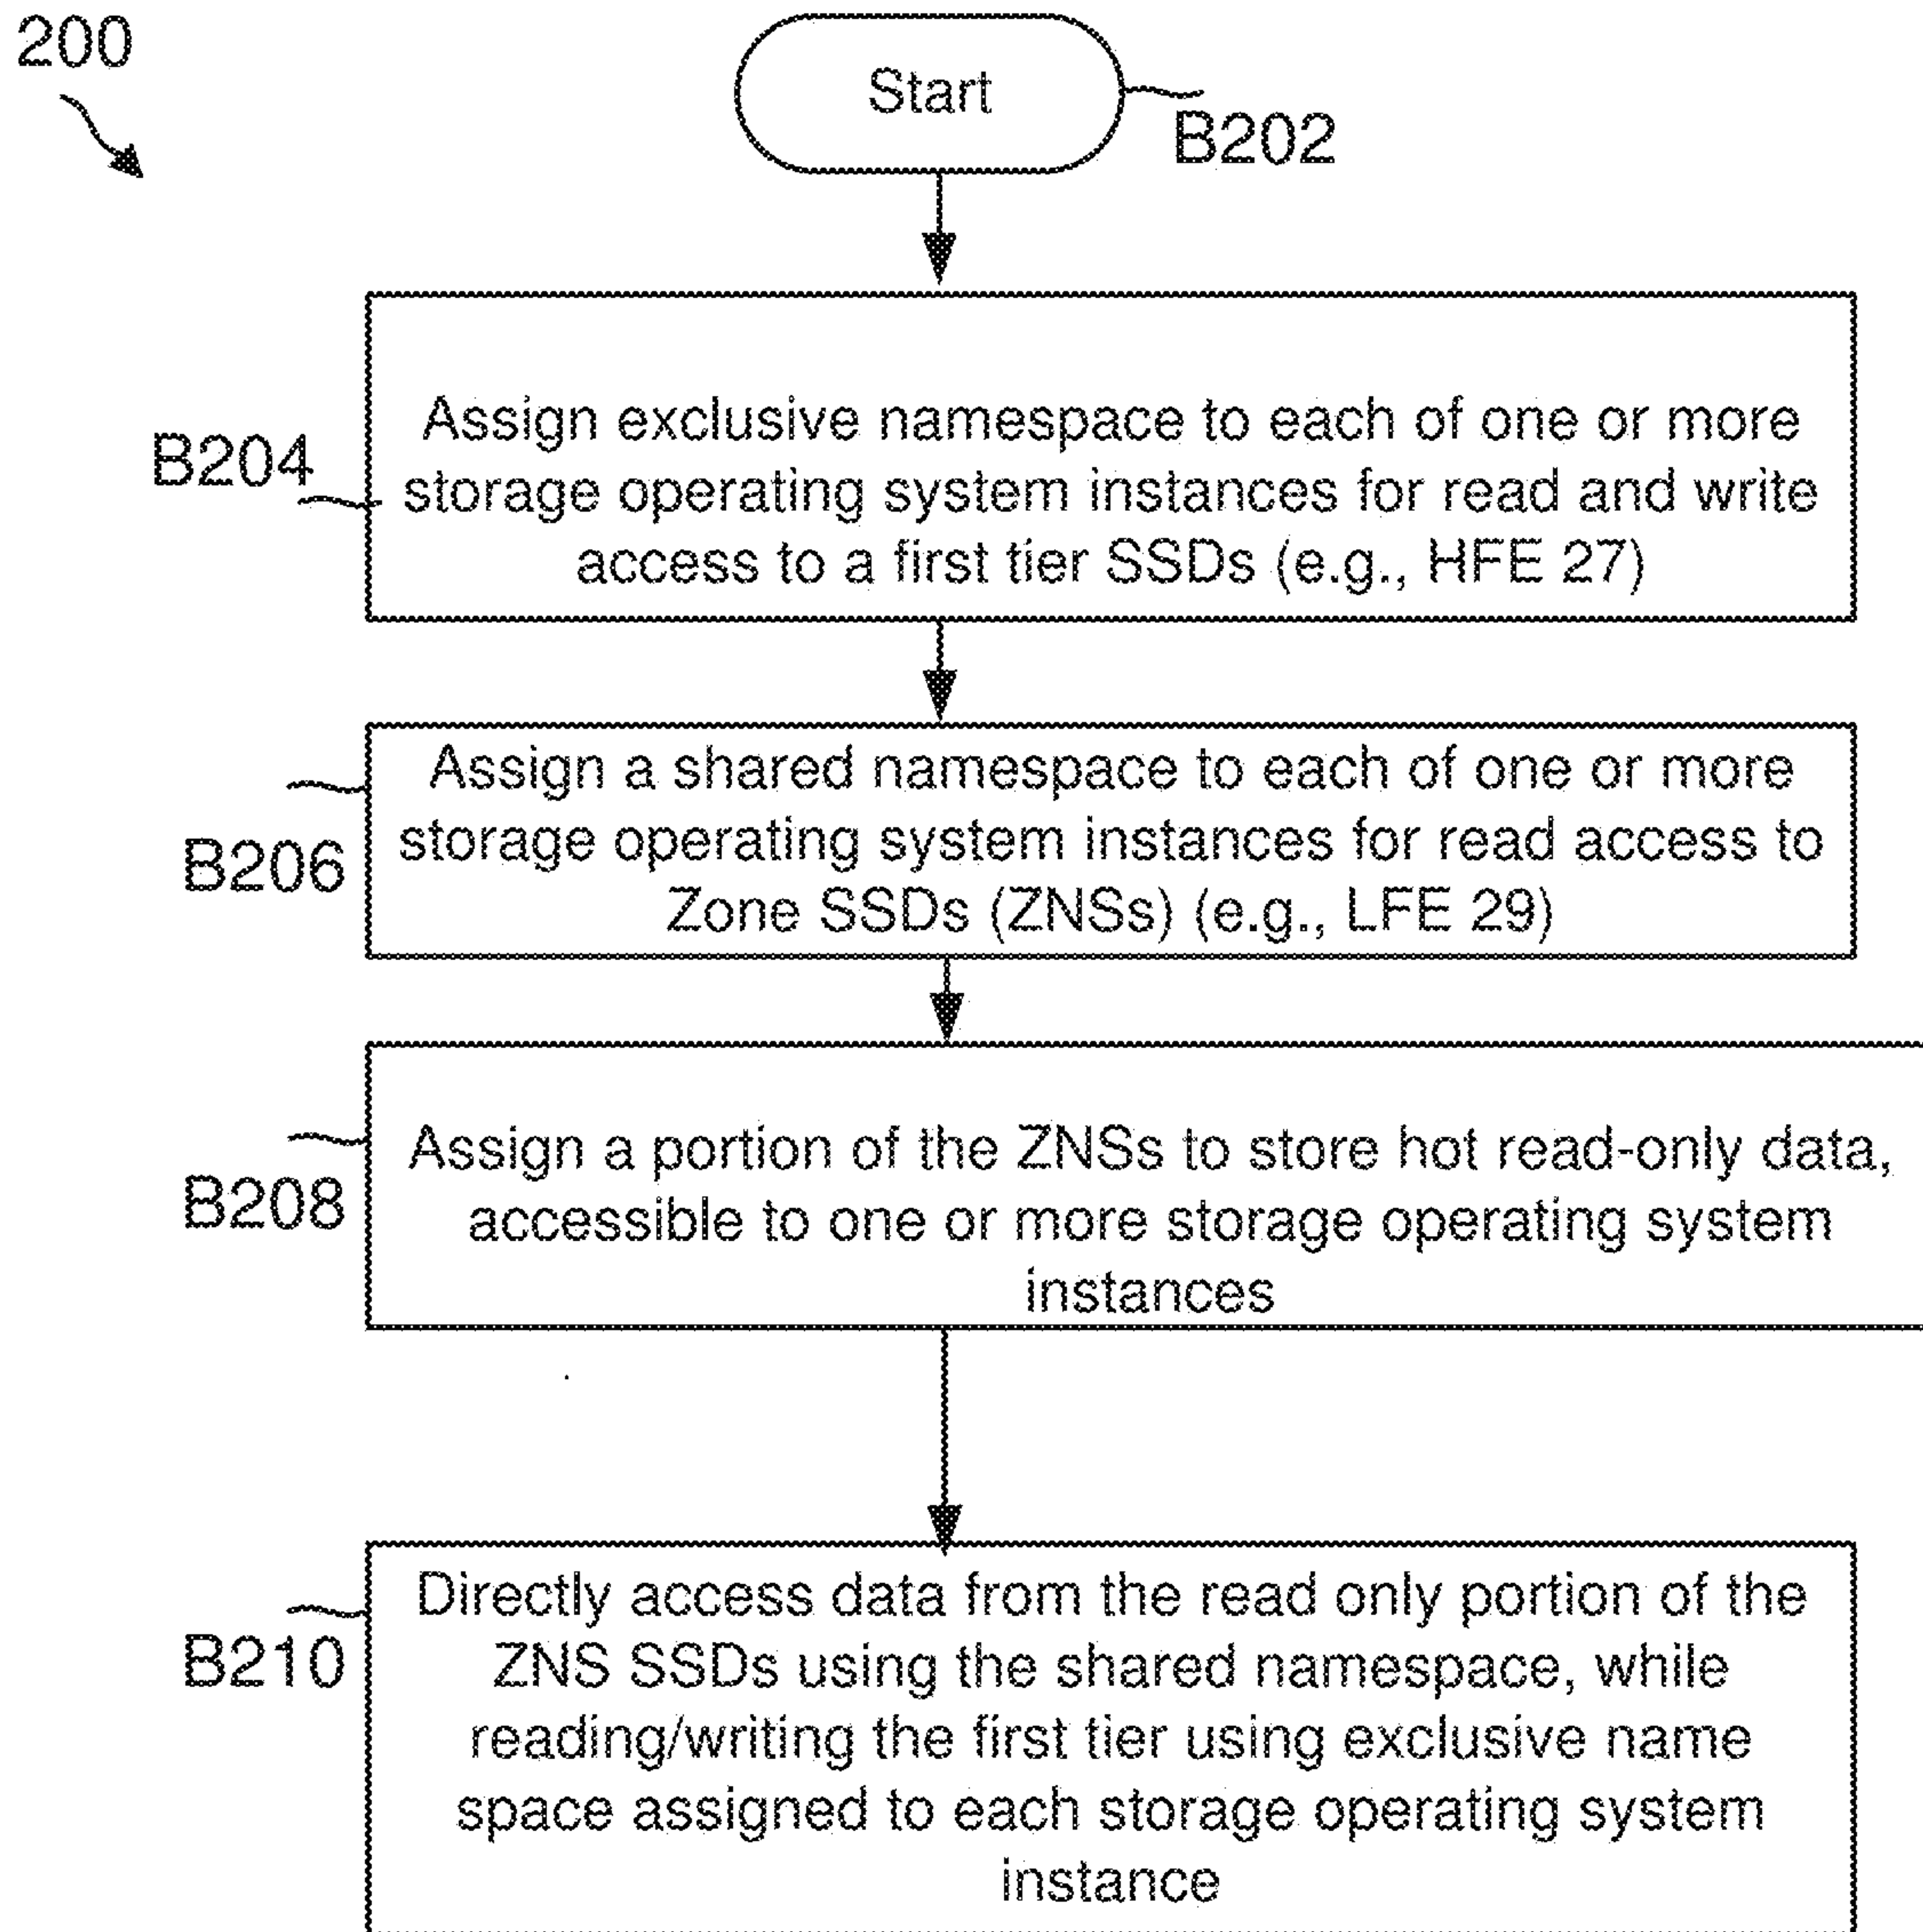 200
Start
B202
B204
Assign exclusive namespace to each of one or more
storage operating system instances for read and write
access to a first tier SSDs (e.g., HFE 27)
B206
Assign a shared namespace to each of one or more
storage operating system instances for read access to
Zone SSDs (ZNSs) (e.g., LFE 29)
B208
Assign a portion of the ZNSs to store hot read-only data,
accessible to one or more storage operating system
instances
B210
Directly access data from the read only portion of the
ZNS SSDs using the shared namespace, while
reading/writing the first tier using exclusive name
space assigned to each storage operating system
instance